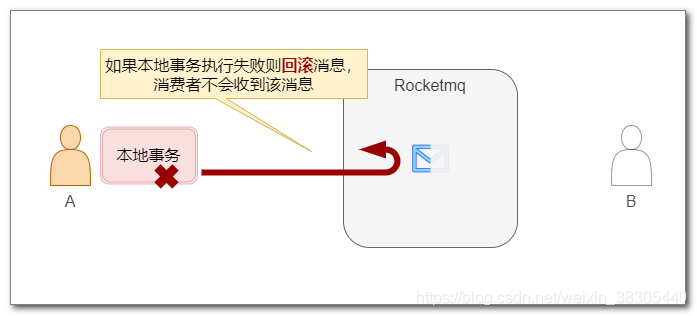 如果本地事务执行失败则回滚消息，
消费者不会收到该消息
Rocketmq
本地事务
A
B
https://blog.csdn.net/weixin_38305440